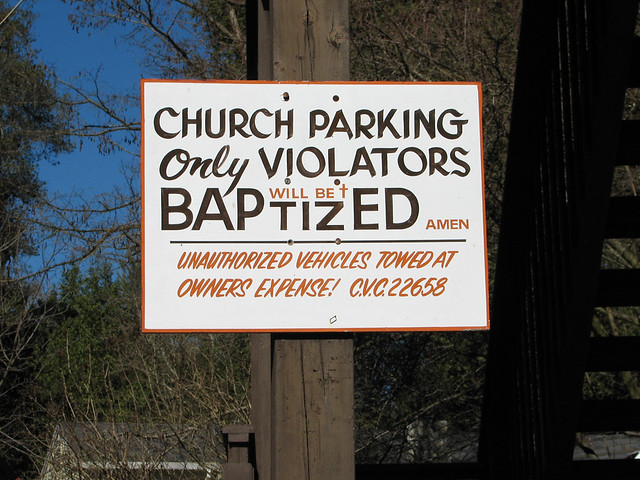 CHURCH PARKING
Only VIOLATORS
WILL BE †
BAPTIZED AMEN
UNAUTHORIZED VEHICLES TOWED AT
OWNERS EXPENSE! C.V.C. 22658